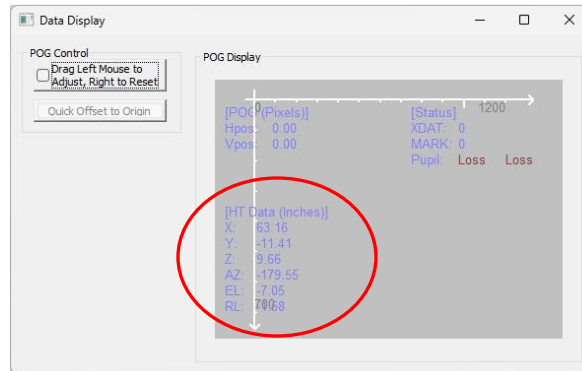 Data Display
POG Control
Drag Left Mouse to
Adjust, Right to Reset
Quick Offset to Origin
POG Display
0
1200
[POG (Pixels)]
Hpos: 0.00
Vpos: 0.00
[Status]
XDAT: 0
MARK: 0
Pupil: Loss Loss
[HT Data (Inches)]
X: 63.16
Y: -11.41
Z: 9.66
AZ: -179.55
EL: -7.05
RL:
700